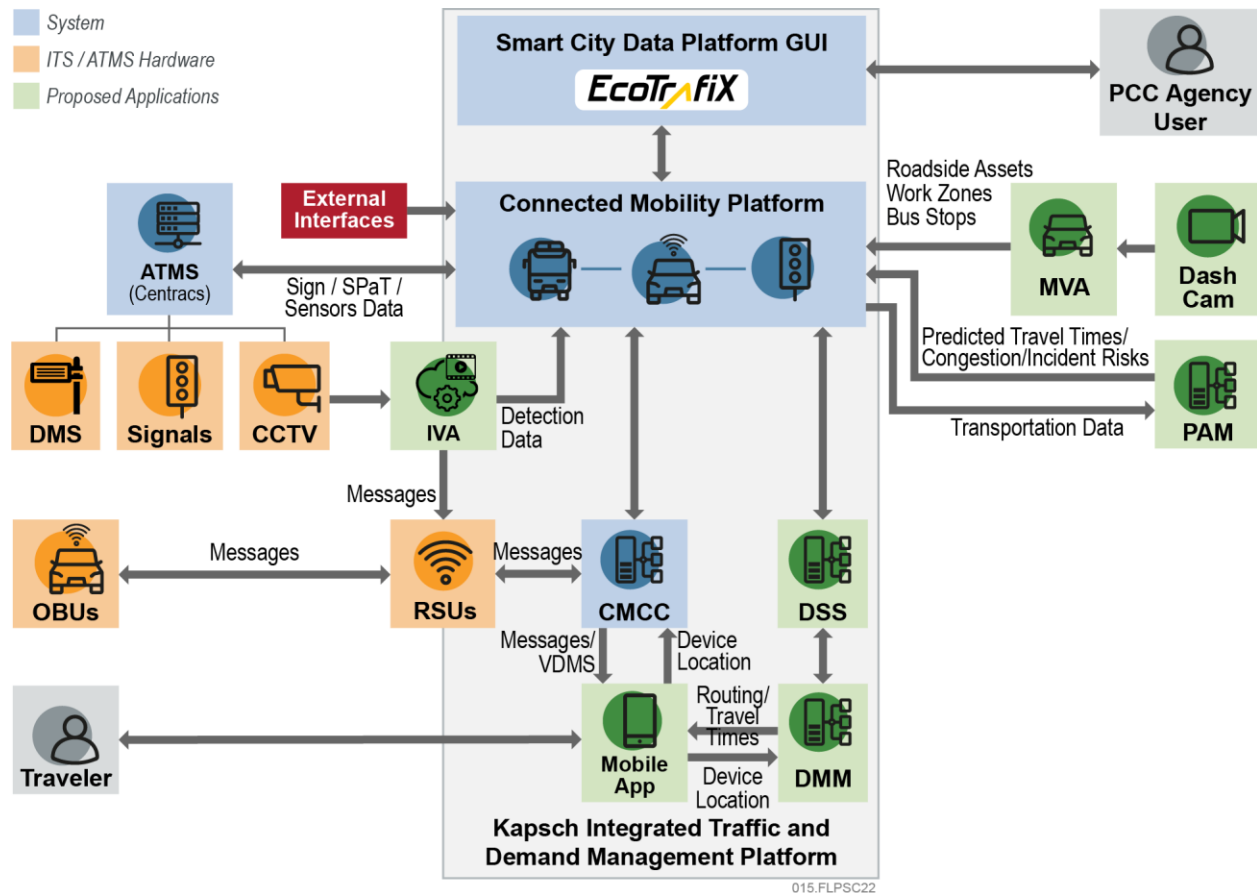 System
ITS / ATMS Hardware
Proposed Applications
Smart City Data Platform GUI
EcoTrafiX
PCC Agency
User
External
Interfaces
Connected Mobility Platform
Roadside Assets
Work Zones
Bus Stops
ATMS
(Centracs)
Sign / SPaT /
Sensors Data
MVA
Dash
Cam
DMS
Signals
CCTV
IVA
Detection
Data
Predicted Travel Times/
Congestion/Incident Risks
Transportation Data
PAM
Messages
OBUs
Messages
RSUs
Messages
CMCC
DSS
Messages/
VDMS
Device
Location
Traveler
Mobile
App
Routing/
Travel
Times
Device
Location
DMM
Kapsch Integrated Traffic and
Demand Management Platform
015.FLPSC22